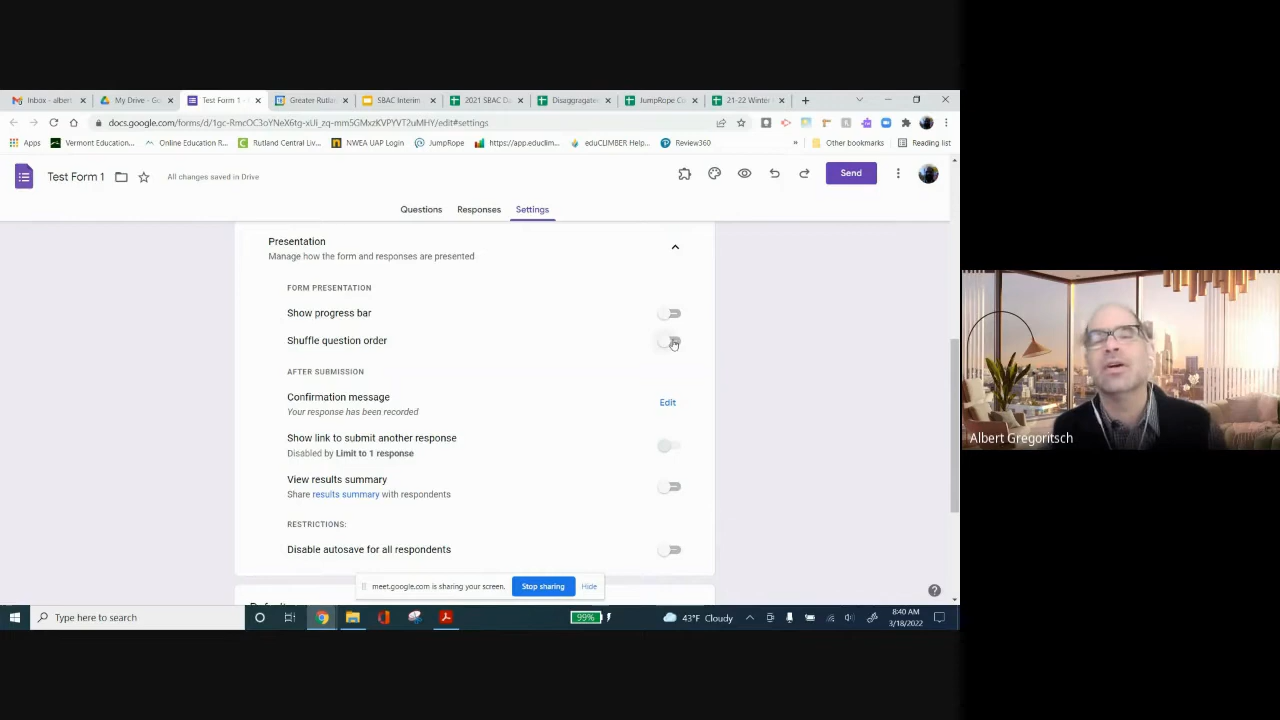 Inbox - albert
My Drive - Go
Test Form 1 -
Greater Rutlan
SBAC Interim
2021 SBAC Da
Disaggragated
JumpRope Co
21-22 Winter
docs.google.com/forms/d/1gc-RmcOC3oYNeX6tg-xUi_zq-mm5GMxzKVPYVT2uMHY/edit#settings
Apps
Vermont Education...
Online Education R...
Rutland Central Liv...
NWEA UAP Login
JumpRope
https://app.educlim...
eduCLIMBER Help...
Review360
»
Other bookmarks
Reading list
Test Form 1
All changes saved in Drive
Send
Questions
Responses
Settings
Presentation
Manage how the form and responses are presented
FORM PRESENTATION
Show progress bar
Shuffle question order
AFTER SUBMISSION
Confirmation message
Your response has been recorded
Edit
Show link to submit another response
Disabled by Limit to 1 response
View results summary
Share results summary with respondents
RESTRICTIONS:
Disable autosave for all respondents
meet.google.com is sharing your screen.
Stop sharing
Hide
Type here to search
99%
43°F Cloudy
8:40 AM
3/18/2022
Albert Gregoritsch